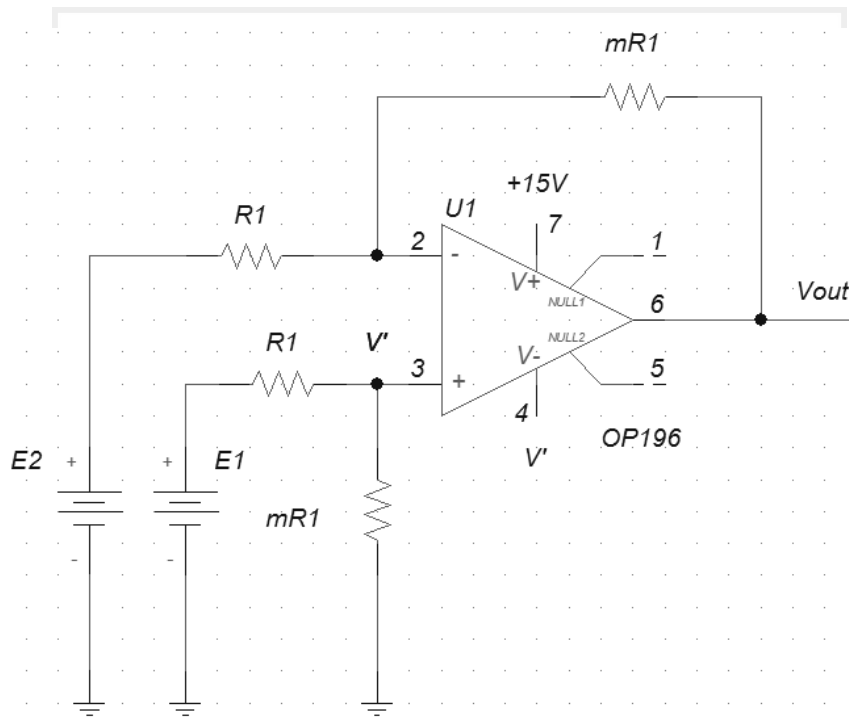 mR1
+15V
U1
7
R1
2
-
1
V+
NULL1
6
Vout
R1
V'
3
+
NULL2
V-
5
4
OP196
V'
E2
+
+
E1
mR1
-
-